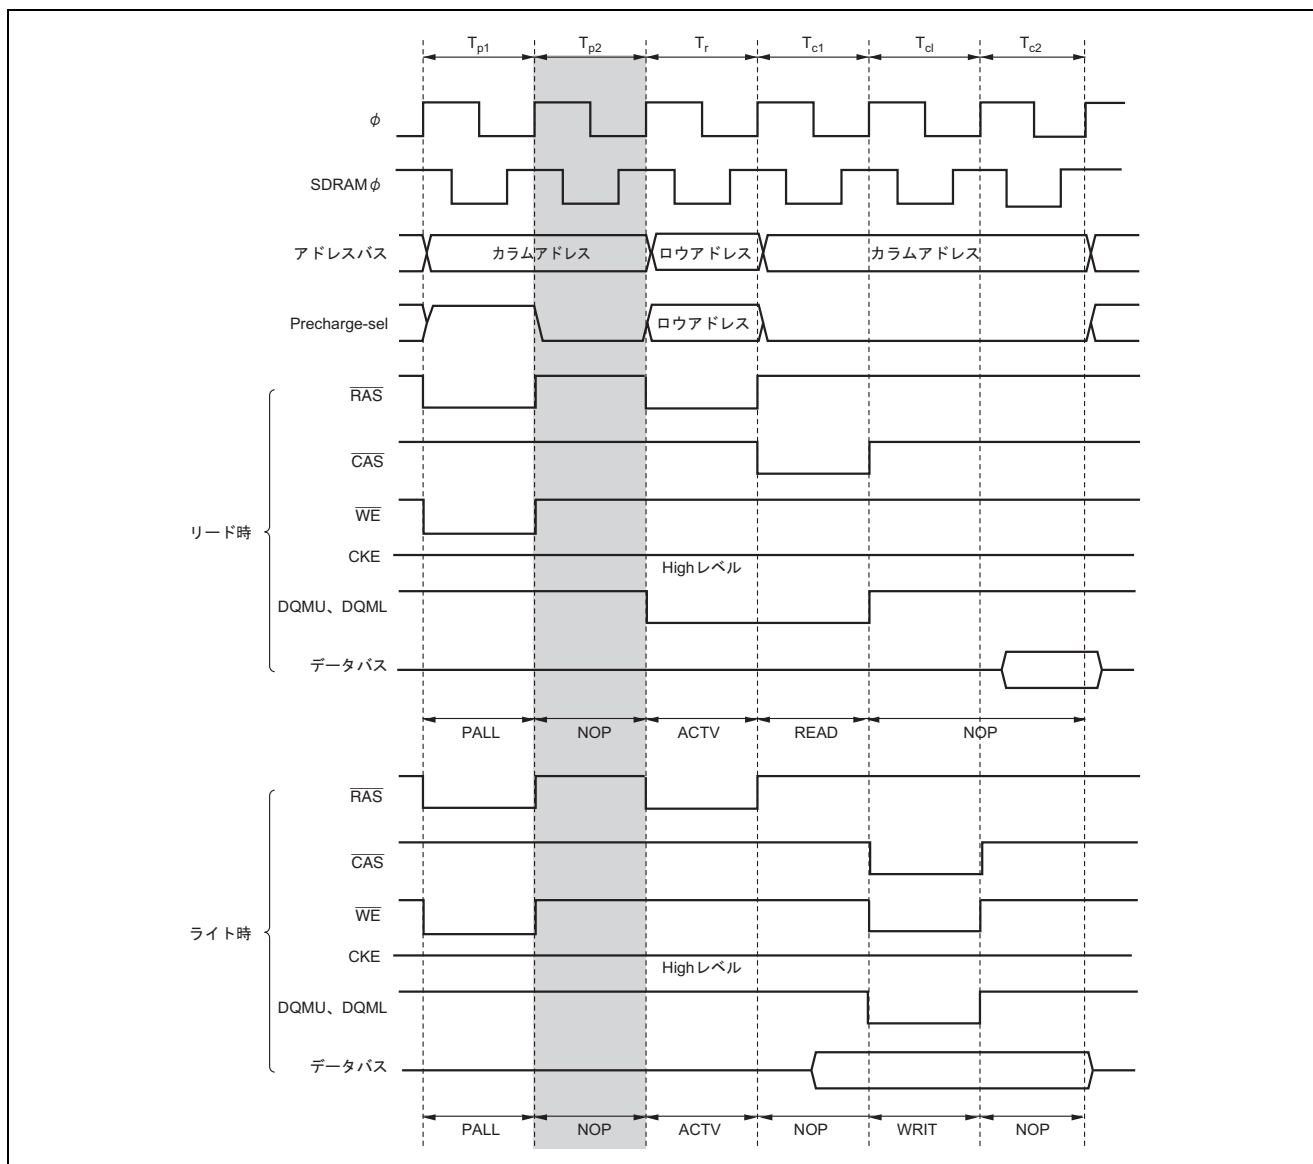 Tp1 Tp2 Tr Tc1 Tcl Tc2
φ
SDRAMφ
アドレスバス カラムアドレス ロウアドレス カラムアドレス
Precharge-sel ロウアドレス
リード時
RAS
CAS
WE
CKE
Highレベル
DQMU、DQML
データバス
PALL NOP ACTV READ NOP
ライト時
RAS
CAS
WE
CKE
Highレベル
DQMU、DQML
データバス
PALL NOP ACTV NOP WRIT NOP